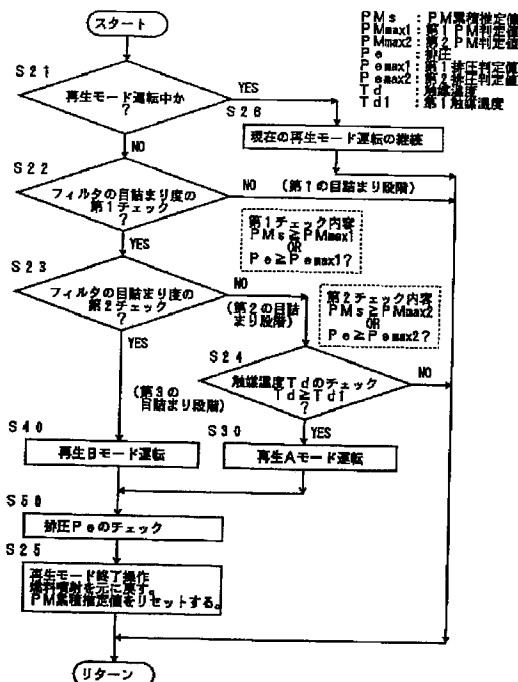 スタート
PMs : PM累積推定値
PMmax1 : 第1PM判定値
PMmax2 : 第2PM判定値
Pe : 排圧
Pemax1 : 第1排圧判定値
Pemax2 : 第2排圧判定値
Td : 触媒温度
Td1 : 第1触媒温度
S21
再生モード運転中か
?
YES
S26
現在の再生モード運転の継続
NO
S22
フィルタの目詰まり度の
第1チェック
?
NO (第1の目詰まり段階)
YES
第1チェック内容
PMs≧PMmax1
OR
Pe≧Pemax1?
S23
フィルタの目詰まり度の
第2チェック
?
NO
(第2の目詰
まり段階)
第2チェック内容
PMs≧PMmax2
OR
Pe≧Pemax2?
YES
S24
触媒温度Tdのチェック
Td≧Td1
?
NO
(第3の
目詰まり段階)
YES
S40
再生Bモード運転
S30
再生Aモード運転
S50
排圧Peのチェック
S25
再生モード終了操作
燃料噴射を元に戻す。
PM累積推定値をリセットする。
リターン